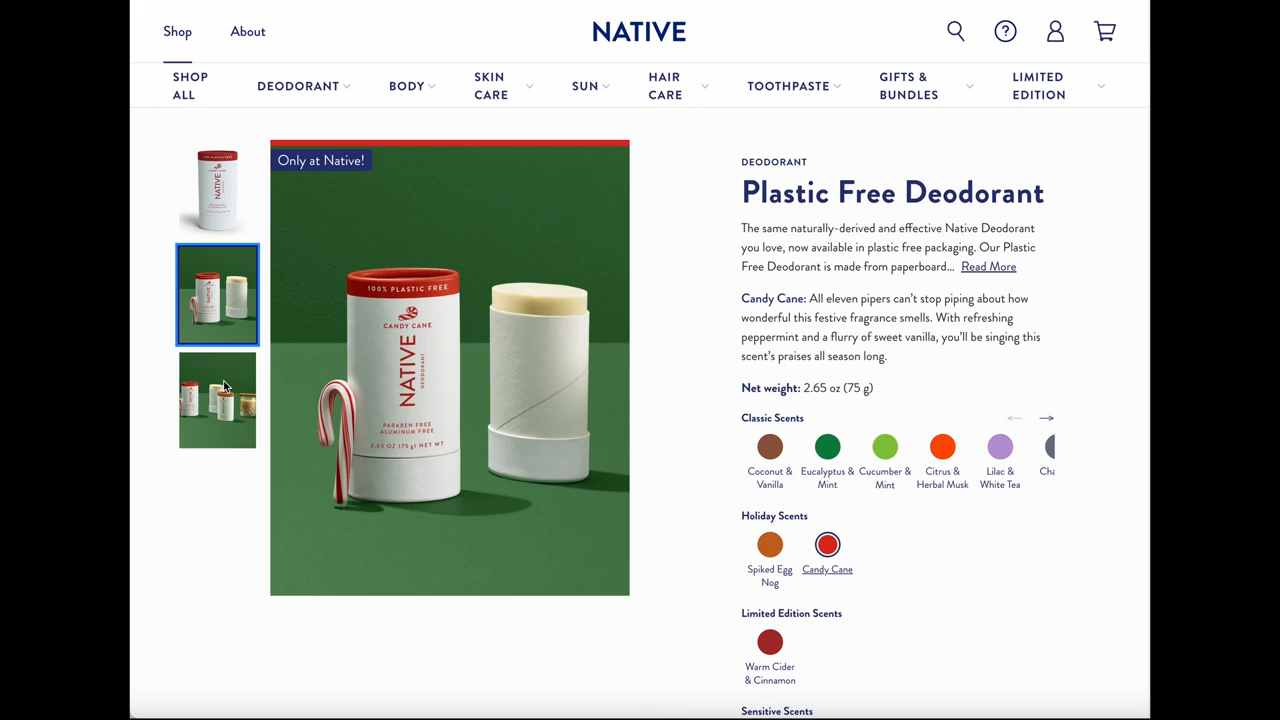 Shop
About
NATIVE
SHOP
ALL
DEODORANT
BODY
SKIN
CARE
SUN
HAIR
CARE
TOOTHPASTE
GIFTS &
BUNDLES
LIMITED
EDITION
Only at Native!
100% PLASTIC FREE
CANDY CANE
NATIVE
DEODORANT
PARABEN FREE
ALUMINUM FREE
2.65 OZ (75 g) NET WT
DEODORANT
Plastic Free Deodorant
The same naturally-derived and effective Native Deodorant
you love, now available in plastic free packaging. Our Plastic
Free Deodorant is made from paperboard... Read More
Candy Cane: All eleven pipers can't stop piping about how
wonderful this festive fragrance smells. With refreshing
peppermint and a flurry of sweet vanilla, you'll be singing this
scent's praises all season long.
Net weight: 2.65 oz (75 g)
Classic Scents
Coconut &
Vanilla
Eucalyptus &
Mint
Cucumber &
Mint
Citrus &
Herbal Musk
Lilac &
White Tea
Cha
Holiday Scents
Spiked Egg
Nog
Candy Cane
Limited Edition Scents
Warm Cider
& Cinnamon
Sensitive Scents